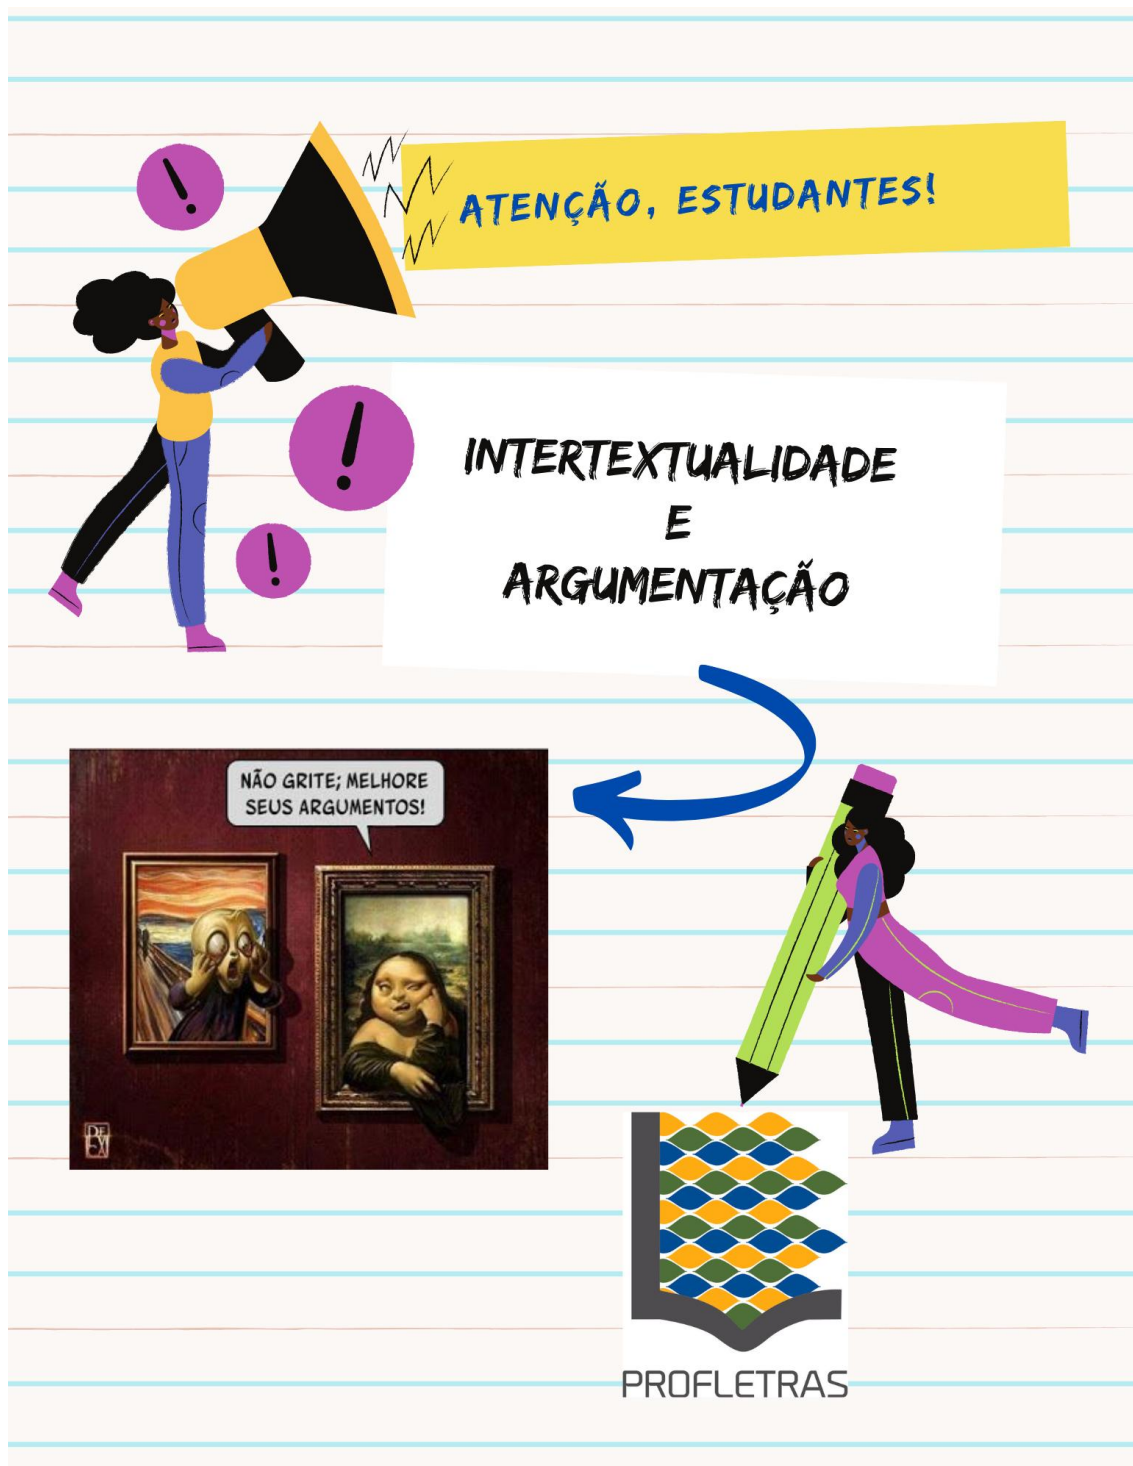 ATENÇÃO, ESTUDANTES!
INTERTEXTUALIDADE
E
ARGUMENTAÇÃO
NÃO GRITE; MELHORE
SEUS ARGUMENTOS!
PROFLETRAS